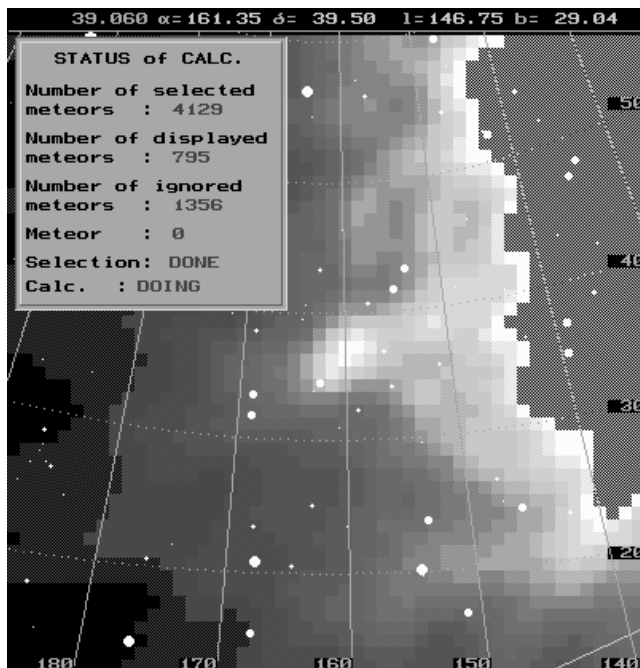 39.060 α=161.35 δ= 39.50 l=146.75 b= 29.04
STATUS of CALC.
Number of selected
meteors : 4129
Number of displayed
meteors : 795
Number of ignored
meteors : 1356
Meteor : 0
Selection: DONE
Calc. : DOING
50
40
30
20
180 170 160 150 140